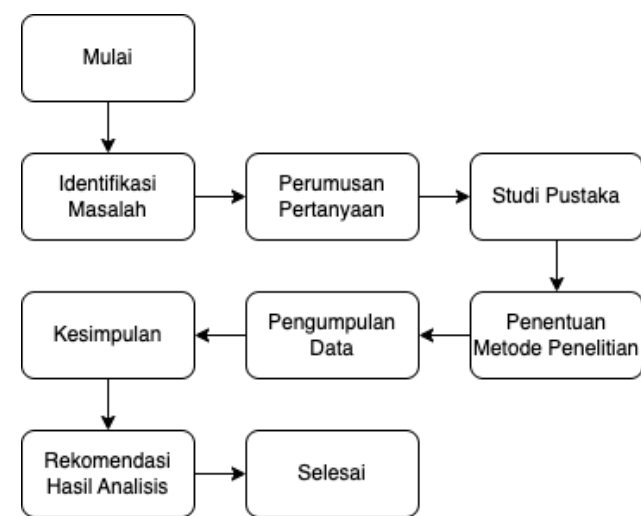 Mulai
Identifikasi
Masalah
Perumusan
Pertanyaan
Studi Pustaka
Penentuan
Metode Penelitian
Pengumpulan
Data
Kesimpulan
Rekomendasi
Hasil Analisis
Selesai